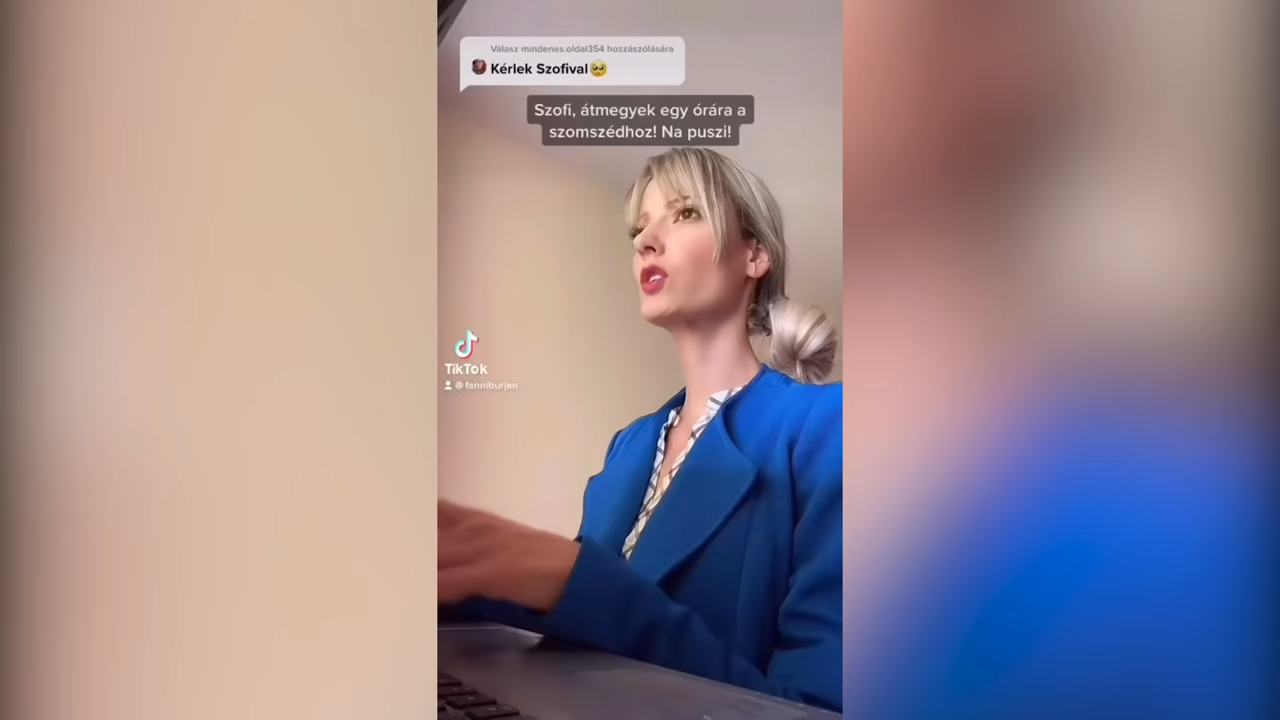 Válasz mindenes.oldal354 hozzászólására
Kérlek Szofival🥺
Szofi, átmegyek egy órára a
szomszédhoz! Na puszi!
TikTok
@fanniburjan